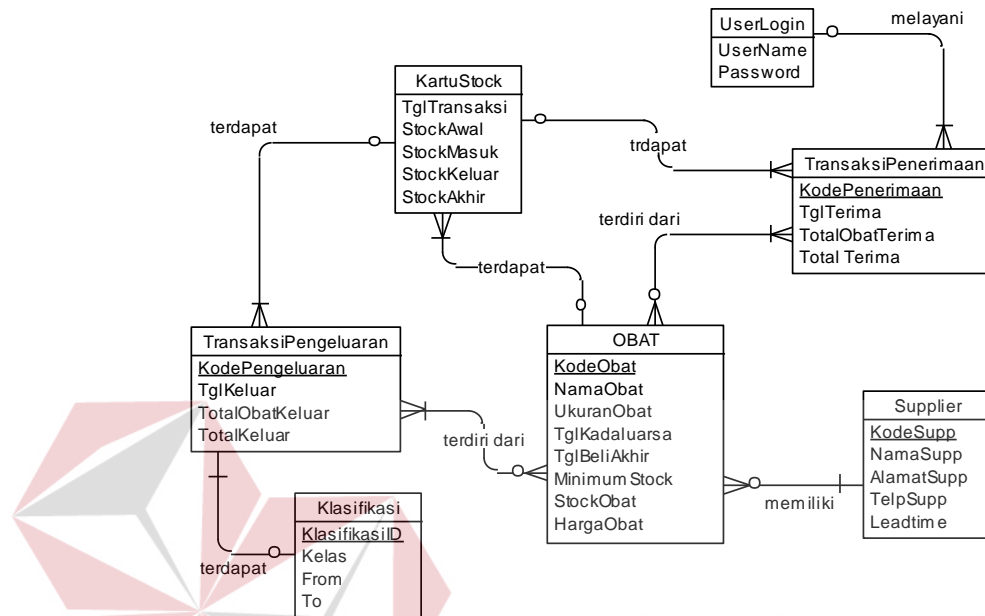 UserLogin
UserName
Password
melayani
KartuStock
TglTransaksi
StockAwal
StockMasuk
StockKeluar
StockAkhir
terdapat
trdapat
TransaksiPenerimaan
KodePenerimaan
TglTerima
TotalObatTerima
Total Terima
terdiri dari
terdapat
TransaksiPengeluaran
KodePengeluaran
TglKeluar
TotalObatKeluar
TotalKeluar
OBAT
KodeObat
NamaObat
UkuranObat
TglKadaluarsa
TglBeliAkhir
Minimum Stock
StockObat
HargaObat
terdiri dari
Supplier
KodeSupp
NamaSupp
AlamatSupp
TelpSupp
Leadtime
memiliki
Klasifikasi
KlasifikasiID
Kelas
From
To
terdapat